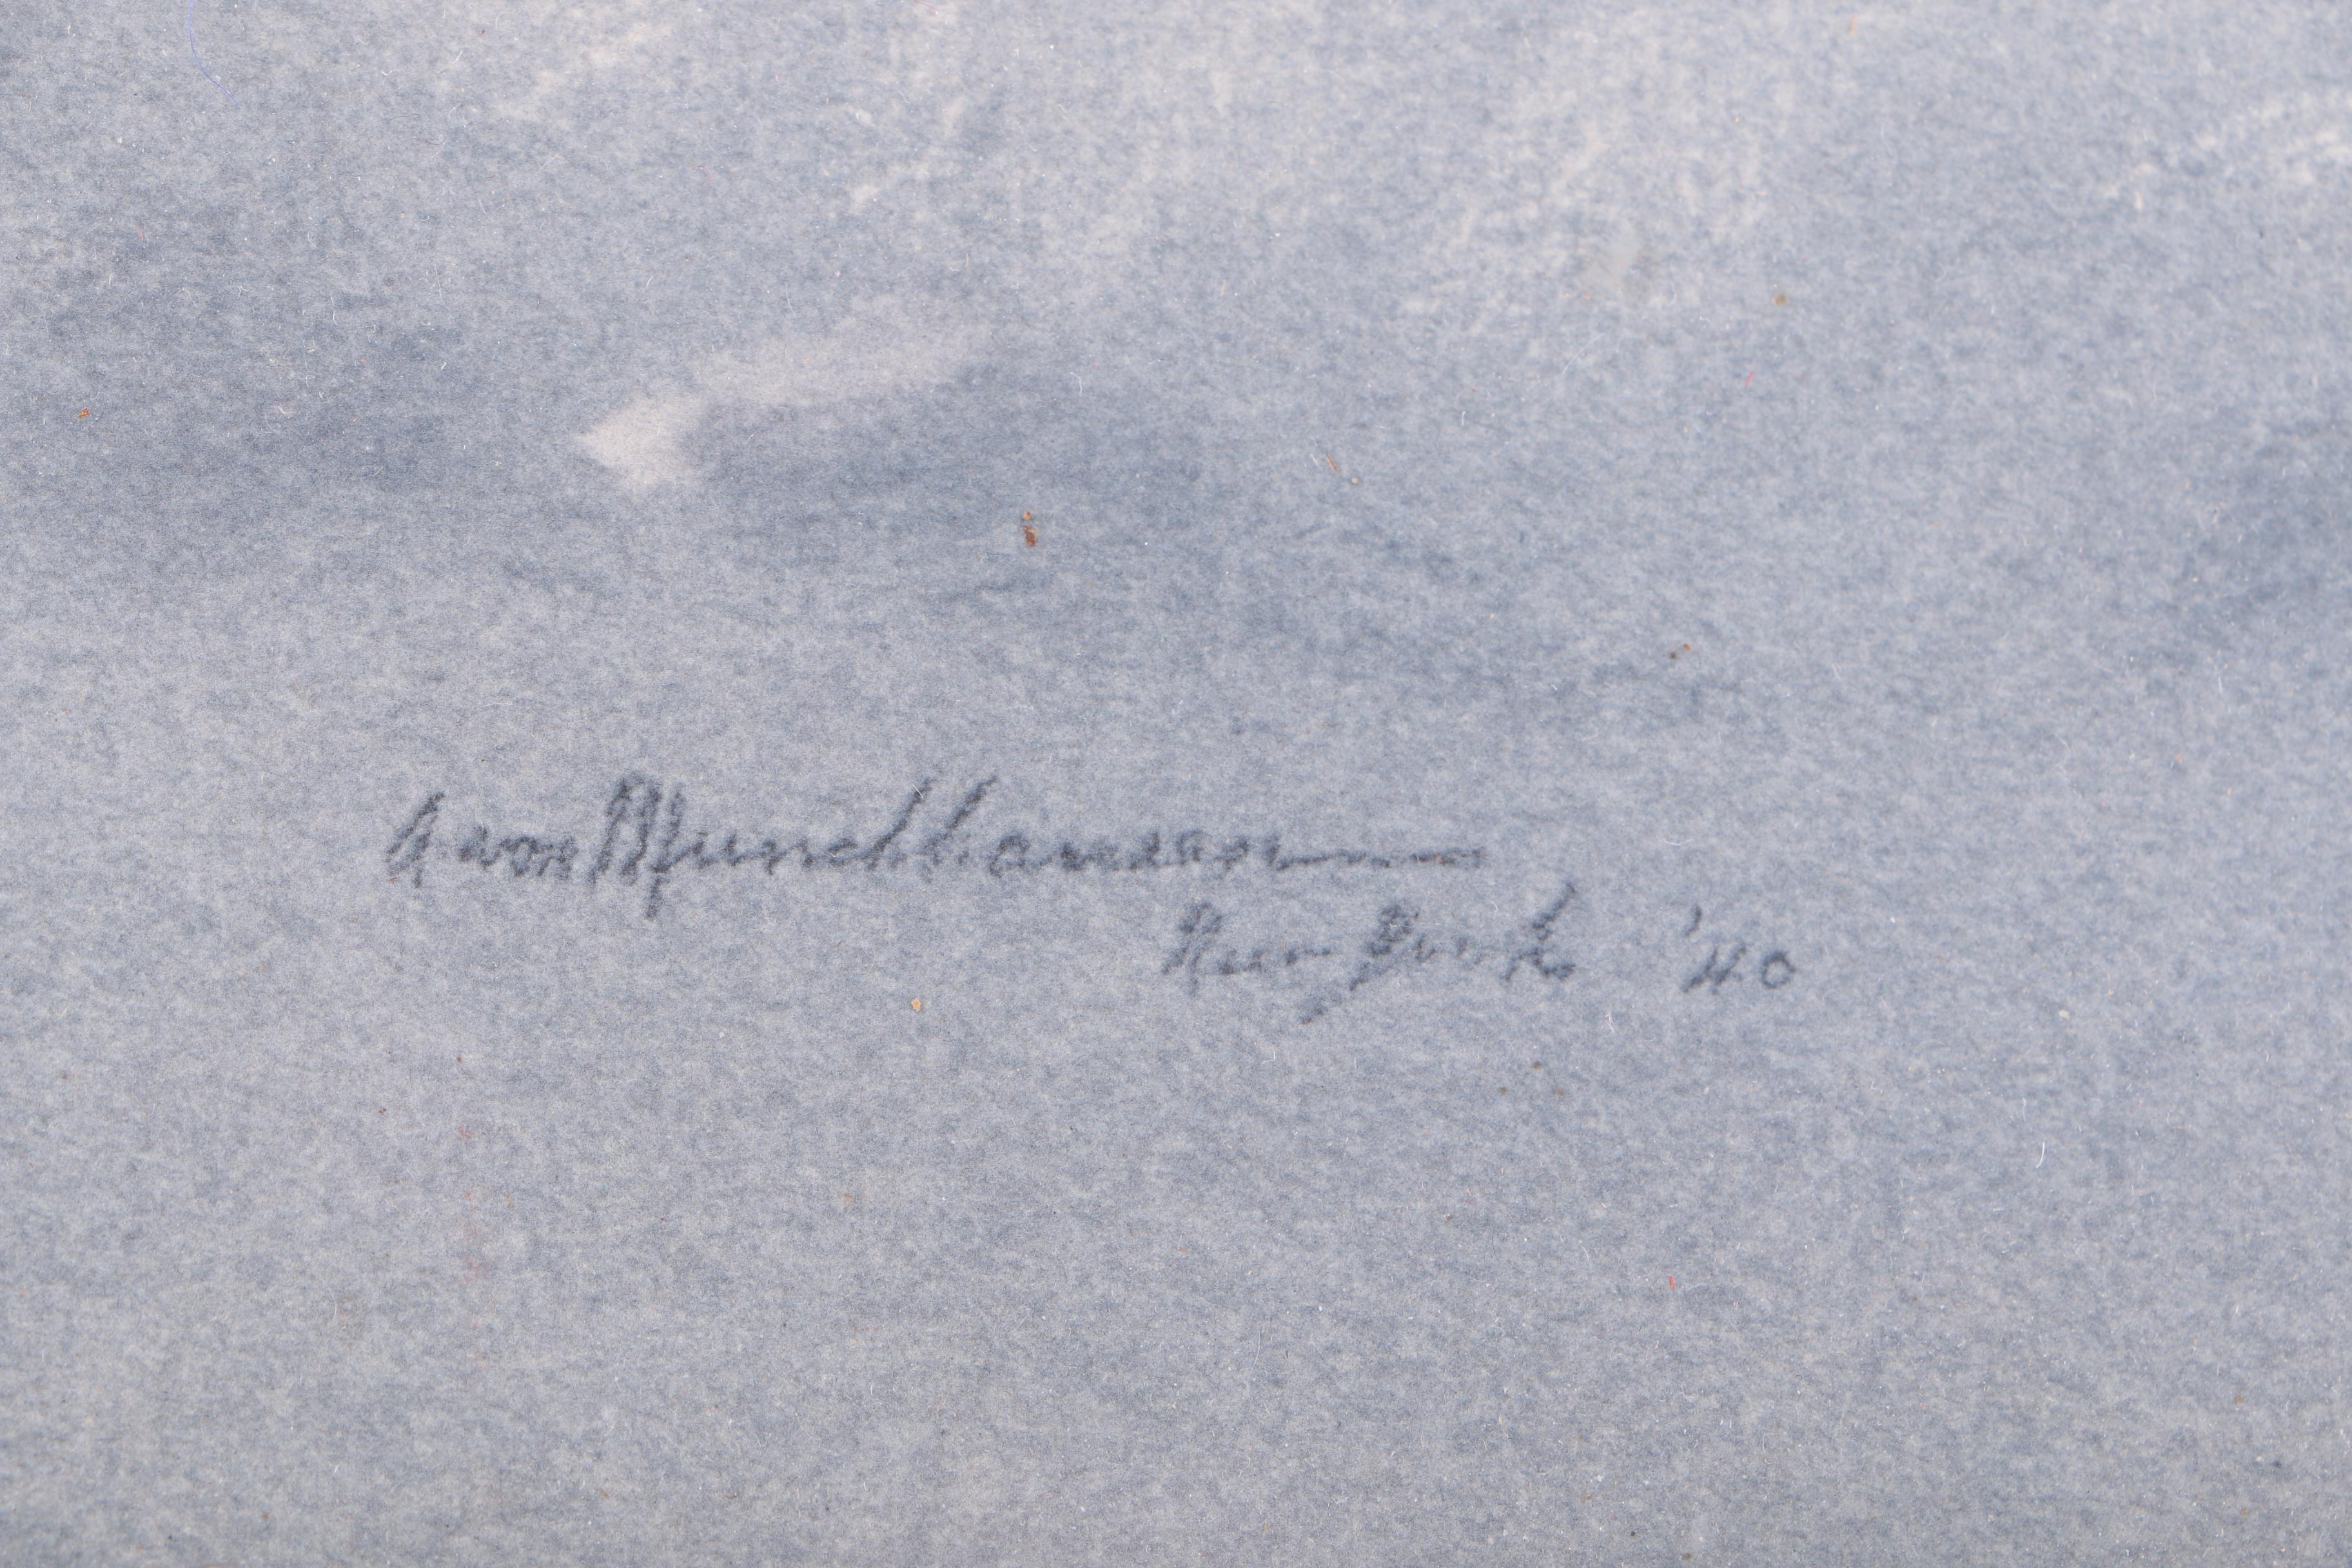 A. von Munchhausen
New York '40